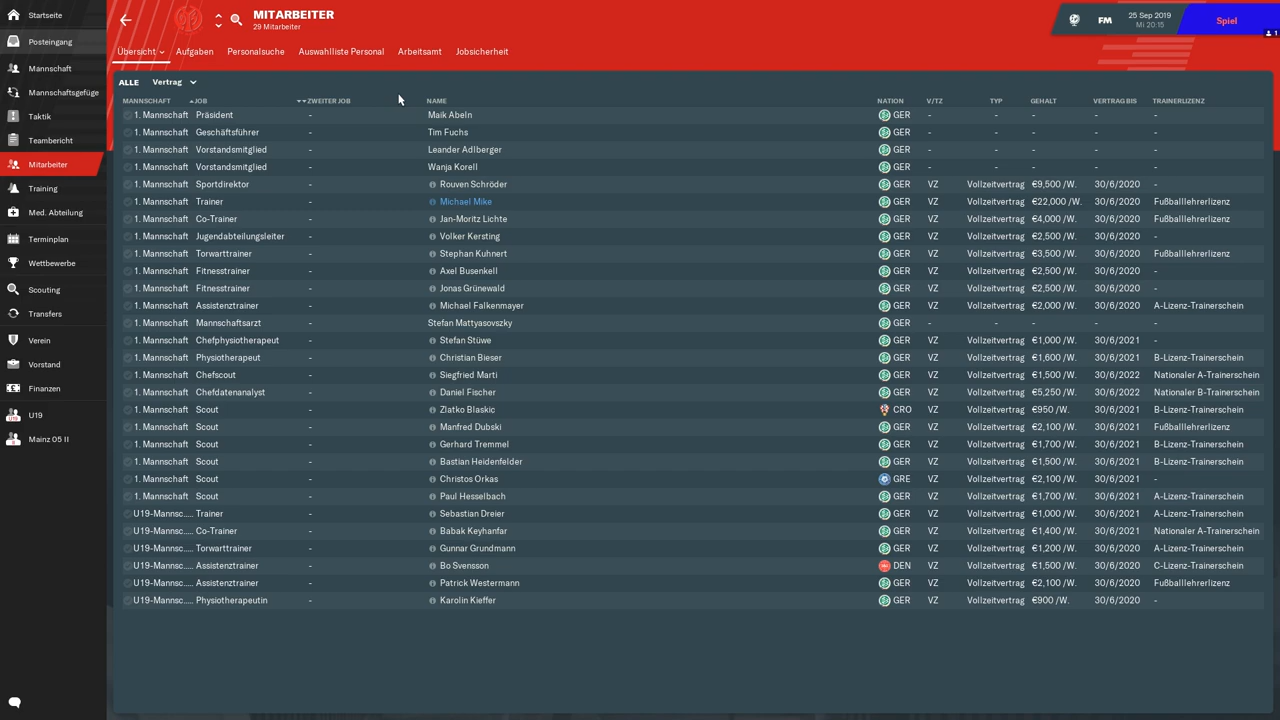 Startseite
Posteingang
Mannschaft
Mannschaftsgefüge
Taktik
Teambericht
Mitarbeiter
Training
Med. Abteilung
Terminplan
Wettbewerbe
Scouting
Transfers
Verein
Vorstand
Finanzen
U19
Mainz 05 II
MITARBEITER
29 Mitarbeiter
FM
25 Sep 2019
Mi 20:15
Spiel
1
Übersicht Aufgaben Personalsuche Auswahlliste Personal Arbeitsamt Jobsicherheit
ALLE Vertrag
MANNSCHAFT JOB ZWEITER JOB NAME NATION V/TZ TYP GEHALT VERTRAG BIS TRAINERLIZENZ
1. Mannschaft Präsident - Maik Abeln GER - - - - -
1. Mannschaft Geschäftsführer - Tim Fuchs GER - - - - -
1. Mannschaft Vorstandsmitglied - Leander Adlberger GER - - - - -
1. Mannschaft Vorstandsmitglied - Wanja Korell GER - - - - -
1. Mannschaft Sportdirektor - Rouven Schröder GER VZ Vollzeitvertrag €9,500 /W. 30/6/2020 -
1. Mannschaft Trainer - Michael Mike GER VZ Vollzeitvertrag €22,000 /W. 30/6/2020 Fußballlehrerlizenz
1. Mannschaft Co-Trainer - Jan-Moritz Lichte GER VZ Vollzeitvertrag €4,000 /W. 30/6/2020 Fußballlehrerlizenz
1. Mannschaft Jugendabteilungsleiter - Volker Kersting GER VZ Vollzeitvertrag €2,500 /W. 30/6/2020 -
1. Mannschaft Torwarttrainer - Stephan Kuhnert GER VZ Vollzeitvertrag €3,500 /W. 30/6/2020 Fußballlehrerlizenz
1. Mannschaft Fitnesstrainer - Axel Busenkell GER VZ Vollzeitvertrag €2,500 /W. 30/6/2020 -
1. Mannschaft Fitnesstrainer - Jonas Grünewald GER VZ Vollzeitvertrag €2,500 /W. 30/6/2020 -
1. Mannschaft Assistenztrainer - Michael Falkenmayer GER VZ Vollzeitvertrag €2,000 /W. 30/6/2020 A-Lizenz-Trainerschein
1. Mannschaft Mannschaftsarzt - Stefan Mattyasovszky GER - - - - -
1. Mannschaft Chefphysiotherapeut - Stefan Stüwe GER VZ Vollzeitvertrag €1,000 /W. 30/6/2021 -
1. Mannschaft Physiotherapeut - Christian Bieser GER VZ Vollzeitvertrag €1,600 /W. 30/6/2021 B-Lizenz-Trainerschein
1. Mannschaft Chefscout - Siegfried Marti GER VZ Vollzeitvertrag €1,500 /W. 30/6/2022 Nationaler A-Trainerschein
1. Mannschaft Chefdatenanalyst - Daniel Fischer GER VZ Vollzeitvertrag €5,250 /W. 30/6/2022 Nationaler B-Trainerschein
1. Mannschaft Scout - Zlatko Blaskic CRO VZ Vollzeitvertrag €950 /W. 30/6/2021 B-Lizenz-Trainerschein
1. Mannschaft Scout - Manfred Dubski GER VZ Vollzeitvertrag €2,100 /W. 30/6/2021 Fußballlehrerlizenz
1. Mannschaft Scout - Gerhard Tremmel GER VZ Vollzeitvertrag €1,700 /W. 30/6/2021 B-Lizenz-Trainerschein
1. Mannschaft Scout - Bastian Heidenfelder GER VZ Vollzeitvertrag €1,500 /W. 30/6/2021 B-Lizenz-Trainerschein
1. Mannschaft Scout - Christos Orkas GRE VZ Vollzeitvertrag €2,100 /W. 30/6/2021 -
1. Mannschaft Scout - Paul Hesselbach GER VZ Vollzeitvertrag €1,700 /W. 30/6/2021 A-Lizenz-Trainerschein
U19-Mannsc..... Trainer - Sebastian Dreier GER VZ Vollzeitvertrag €1,000 /W. 30/6/2021 A-Lizenz-Trainerschein
U19-Mannsc..... Co-Trainer - Babak Keyhanfar GER VZ Vollzeitvertrag €1,400 /W. 30/6/2021 Nationaler A-Trainerschein
U19-Mannsc..... Torwarttrainer - Gunnar Grundmann GER VZ Vollzeitvertrag €1,200 /W. 30/6/2020 A-Lizenz-Trainerschein
U19-Mannsc..... Assistenztrainer - Bo Svensson DEN VZ Vollzeitvertrag €1,500 /W. 30/6/2020 C-Lizenz-Trainerschein
U19-Mannsc..... Assistenztrainer - Patrick Westermann GER VZ Vollzeitvertrag €2,100 /W. 30/6/2020 Fußballlehrerlizenz
U19-Mannsc..... Physiotherapeutin - Karolin Kieffer GER VZ Vollzeitvertrag €900 /W. 30/6/2020 -